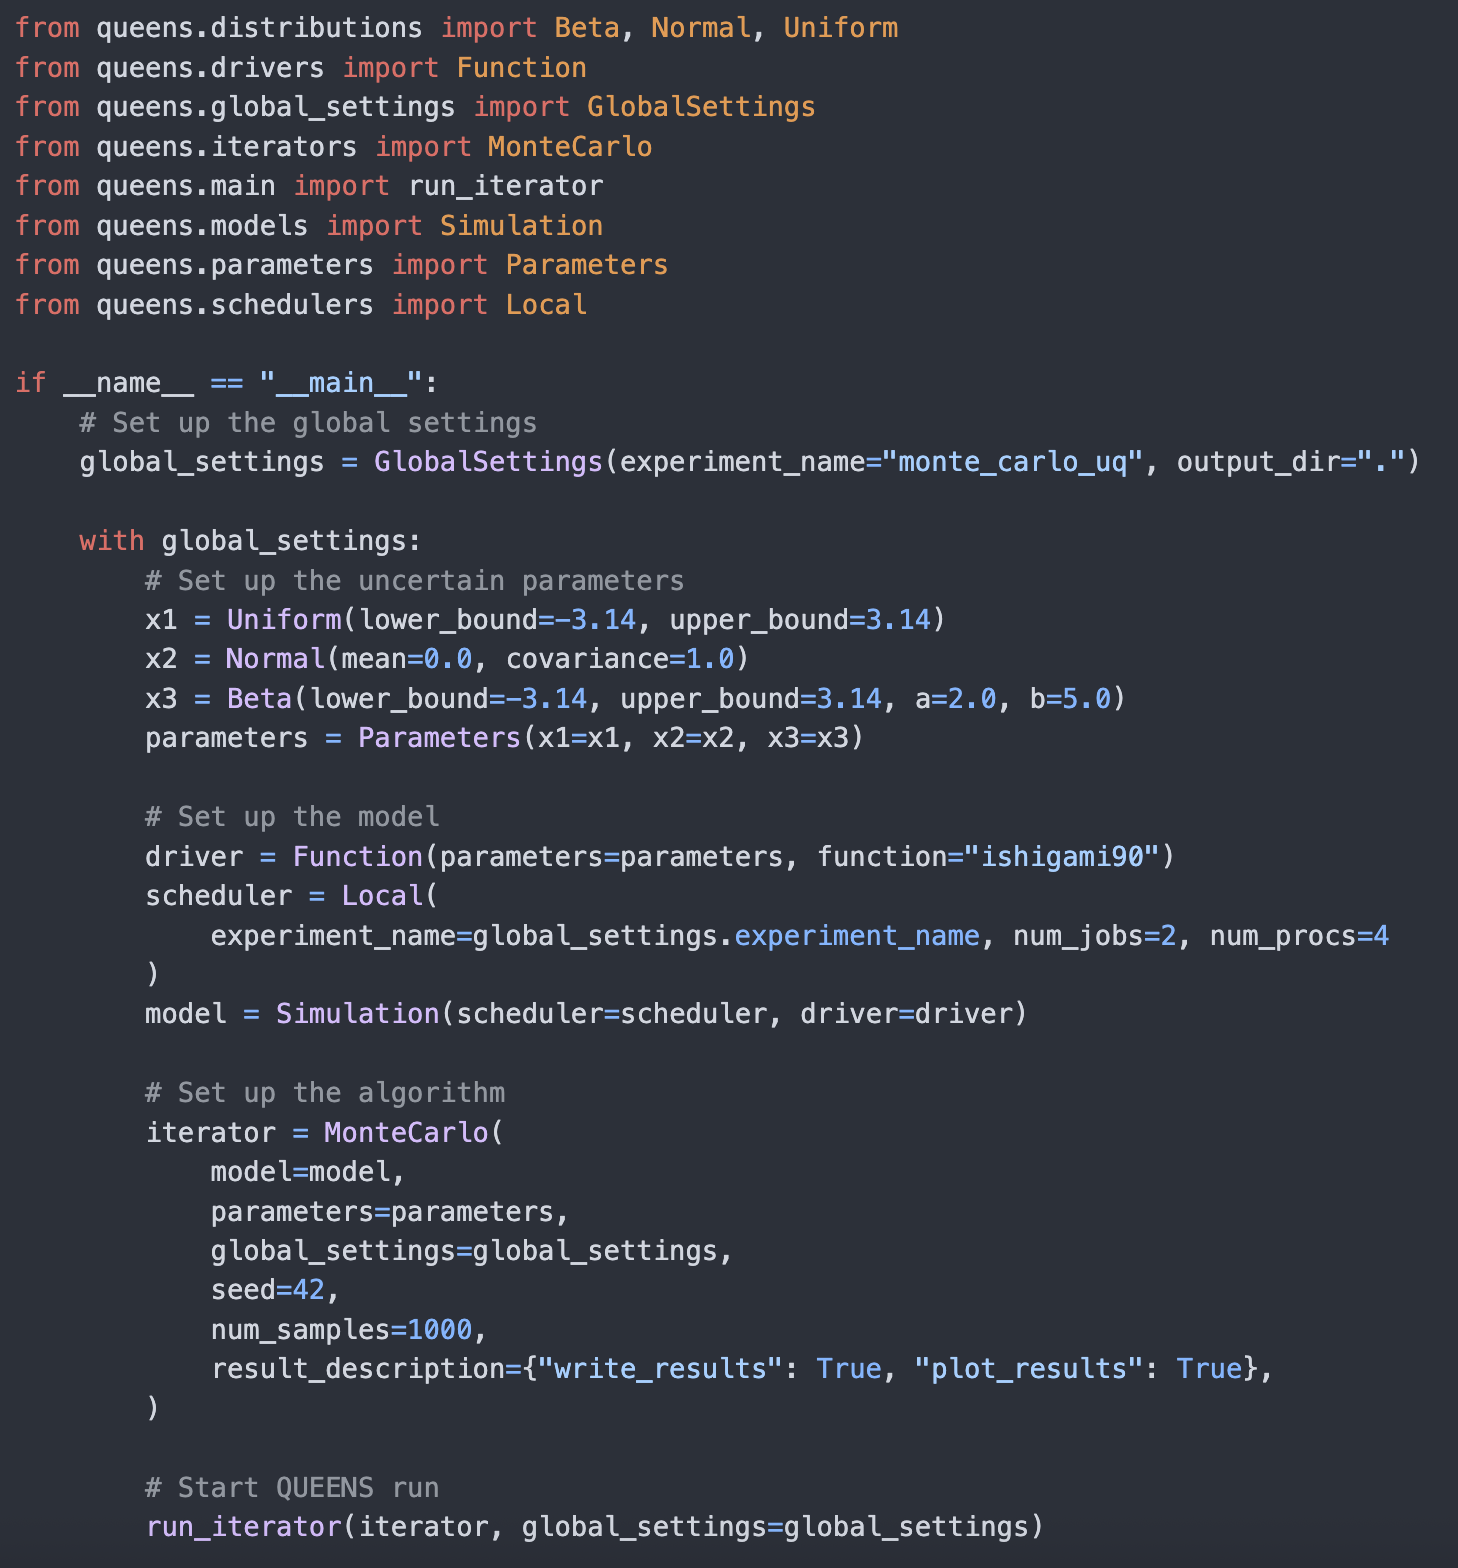 from queens.distributions import Beta, Normal, Uniform
from queens.drivers import Function
from queens.global_settings import GlobalSettings
from queens.iterators import MonteCarlo
from queens.main import run_iterator
from queens.models import Simulation
from queens.parameters import Parameters
from queens.schedulers import Local

if __name__ == "__main__":
    # Set up the global settings
    global_settings = GlobalSettings(experiment_name="monte_carlo_uq", output_dir=".")

    with global_settings:
        # Set up the uncertain parameters
        x1 = Uniform(lower_bound=-3.14, upper_bound=3.14)
        x2 = Normal(mean=0.0, covariance=1.0)
        x3 = Beta(lower_bound=-3.14, upper_bound=3.14, a=2.0, b=5.0)
        parameters = Parameters(x1=x1, x2=x2, x3=x3)

        # Set up the model
        driver = Function(parameters=parameters, function="ishigami90")
        scheduler = Local(
            experiment_name=global_settings.experiment_name, num_jobs=2, num_procs=4
        )
        model = Simulation(scheduler=scheduler, driver=driver)

        # Set up the algorithm
        iterator = MonteCarlo(
            model=model,
            parameters=parameters,
            global_settings=global_settings,
            seed=42,
            num_samples=1000,
            result_description={"write_results": True, "plot_results": True},
        )

        # Start QUEENS run
        run_iterator(iterator, global_settings=global_settings)